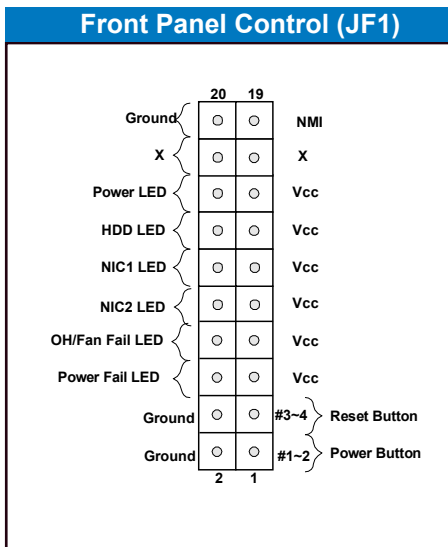 Front Panel Control (JF1)
20 19
Ground NMI
X X
Power LED Vcc
HDD LED Vcc
NIC1 LED Vcc
NIC2 LED Vcc
OH/Fan Fail LED Vcc
Power Fail LED Vcc
Ground #3~4 Reset Button
Ground #1~2 Power Button
2 1